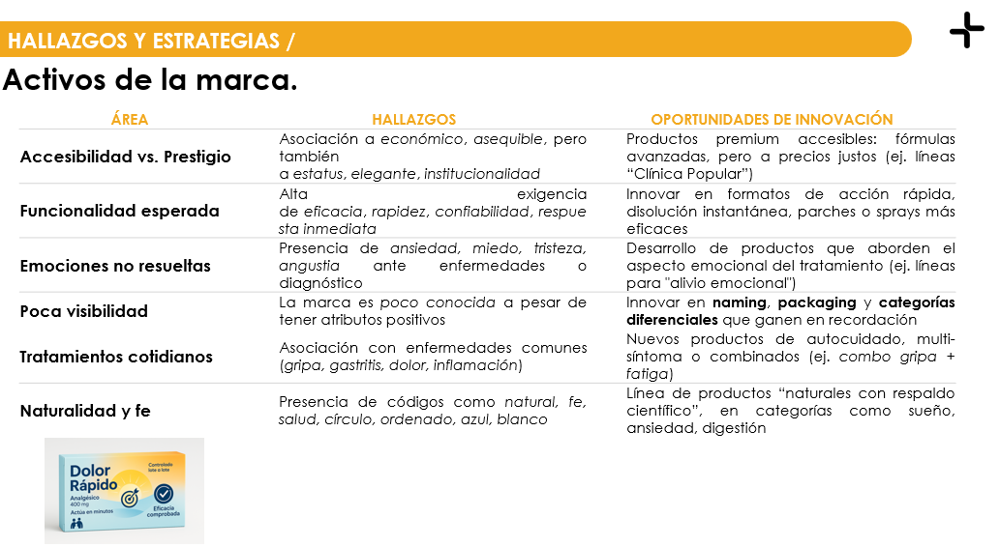 HALLAZGOS Y ESTRATEGIAS /
Activos de la marca.
ÁREA HALLAZGOS OPORTUNIDADES DE INNOVACIÓN
Accesibilidad vs. Prestigio
Asociación a económico, asequible, pero
también
a estatus, elegante, institucionalidad
Productos premium accesibles: fórmulas
avanzadas, pero a precios justos (ej. líneas
“Clínica Popular”)
Funcionalidad esperada
Alta exigencia
de eficacia, rapidez, confiabilidad, respue
sta inmediata
Innovar en formatos de acción rápida,
disolución instantánea, parches o sprays más
eficaces
Emociones no resueltas
Presencia de ansiedad, miedo, tristeza,
angustia ante enfermedades o
diagnóstico
Desarrollo de productos que aborden el
aspecto emocional del tratamiento (ej. líneas
para "alivio emocional")
Poca visibilidad
La marca es poco conocida a pesar de
tener atributos positivos
Innovar en naming, packaging y categorías
diferenciales que ganen en recordación
Tratamientos cotidianos
Asociación con enfermedades comunes
(gripa, gastritis, dolor, inflamación)
Nuevos productos de autocuidado, multi-
síntoma o combinados (ej. combo gripa +
fatiga)
Naturalidad y fe
Presencia de códigos como natural, fe,
salud, círculo, ordenado, azul, blanco
Línea de productos “naturales con respaldo
científico”, en categorías como sueño,
ansiedad, digestión
Dolor
Rápido
Analgésico
400 mg
Actúa en minutos
Controlado
lote a lote
Eficacia
comprobada